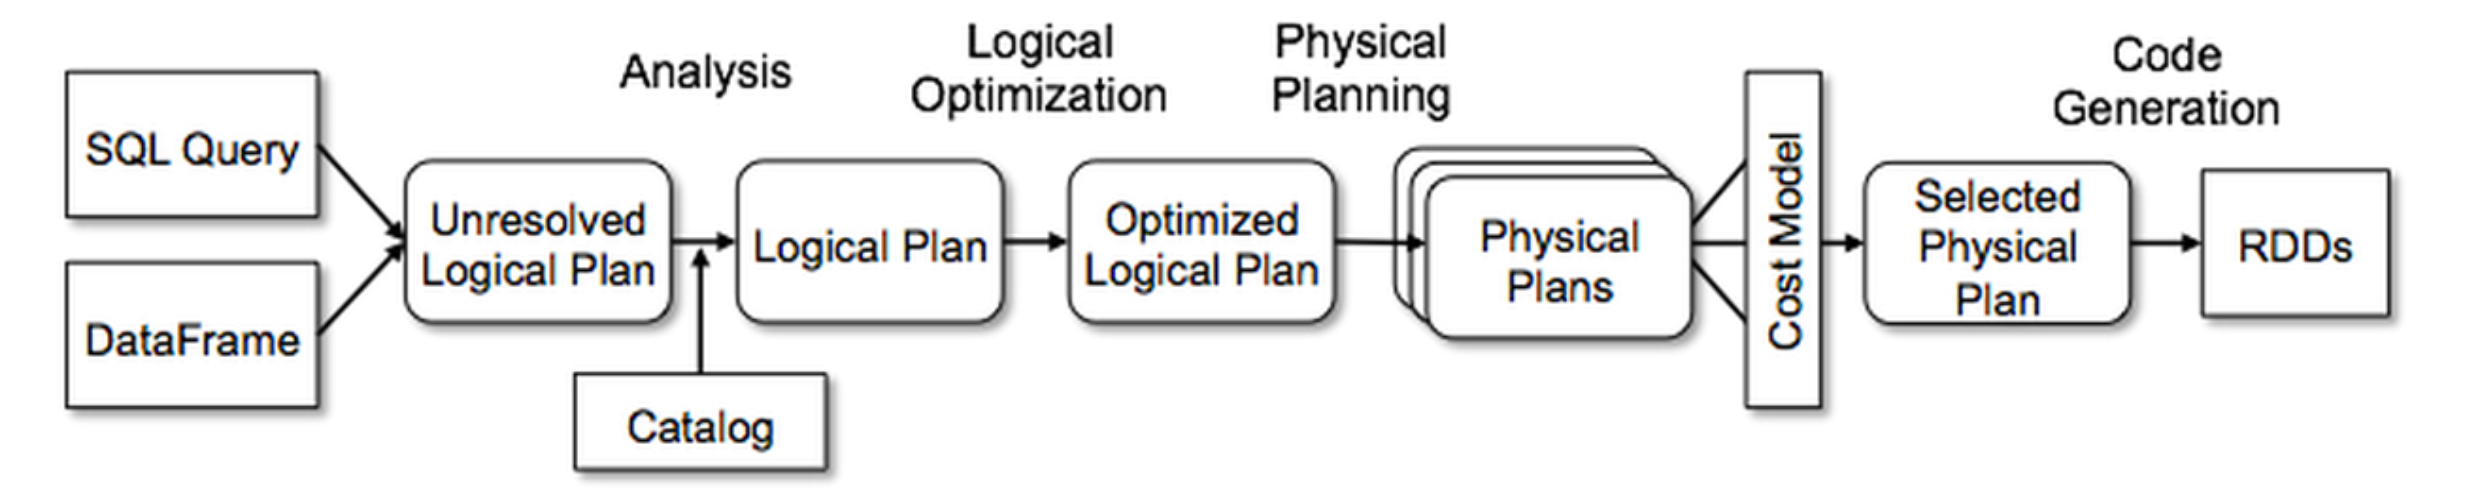 SQL Query
DataFrame
Unresolved
Logical Plan
Analysis
Catalog
Logical Plan
Logical
Optimization
Optimized
Logical Plan
Physical
Planning
Physical
Plans
Cost Model
Selected
Physical
Plan
Code
Generation
RDDs